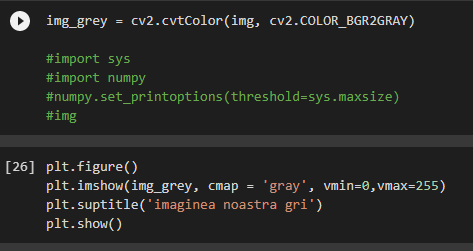 img_grey = cv2.cvtColor(img, cv2.COLOR_BGR2GRAY)
#import sys
#import numpy
#numpy.set_printoptions(threshold=sys.maxsize)
#img
[26] plt.figure()
plt.imshow(img_grey, cmap = 'gray', vmin=0,vmax=255)
plt.suptitle('imaginea noastra gri')
plt.show()